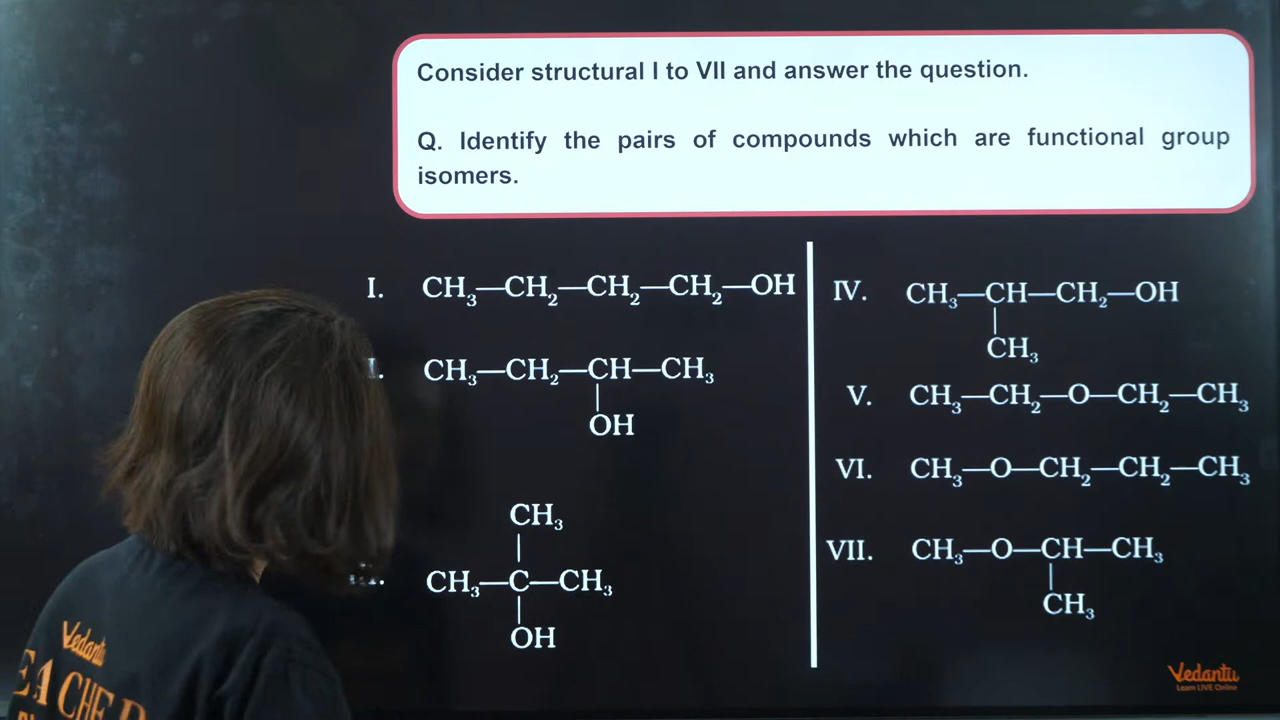 Consider structural I to VII and answer the question.
Q. Identify the pairs of compounds which are functional group
isomers.
I. CH₃—CH₂—CH₂—CH₂—OH
CH₃—CH₂—CH—CH₃
|
OH
CH₃
|
CH₃—C—CH₃
|
OH
IV. CH₃—CH—CH₂—OH
|
CH₃
V. CH₃—CH₂—O—CH₂—CH₃
VI. CH₃—O—CH₂—CH₂—CH₃
VII. CH₃—O—CH—CH₃
|
CH₃
Vedantu
Learn LIVE Online
Vedantu